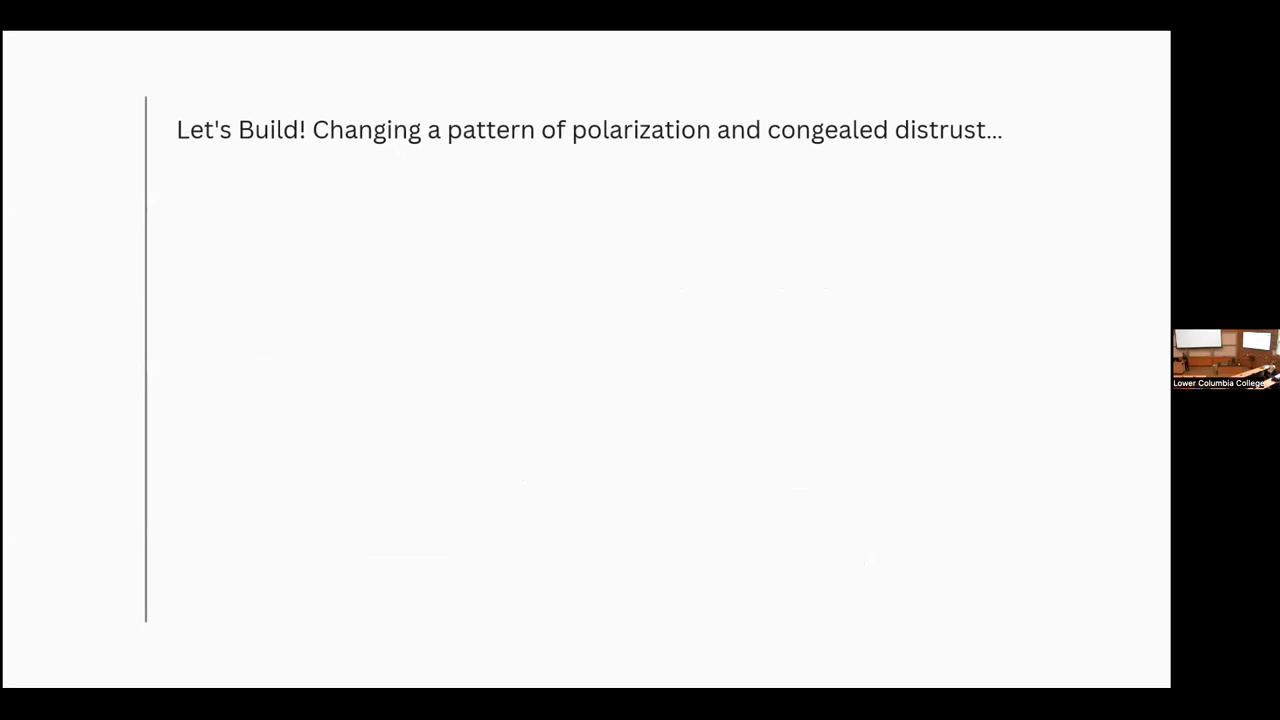 Let's Build! Changing a pattern of polarization and congealed distrust...
Lower Columbia College